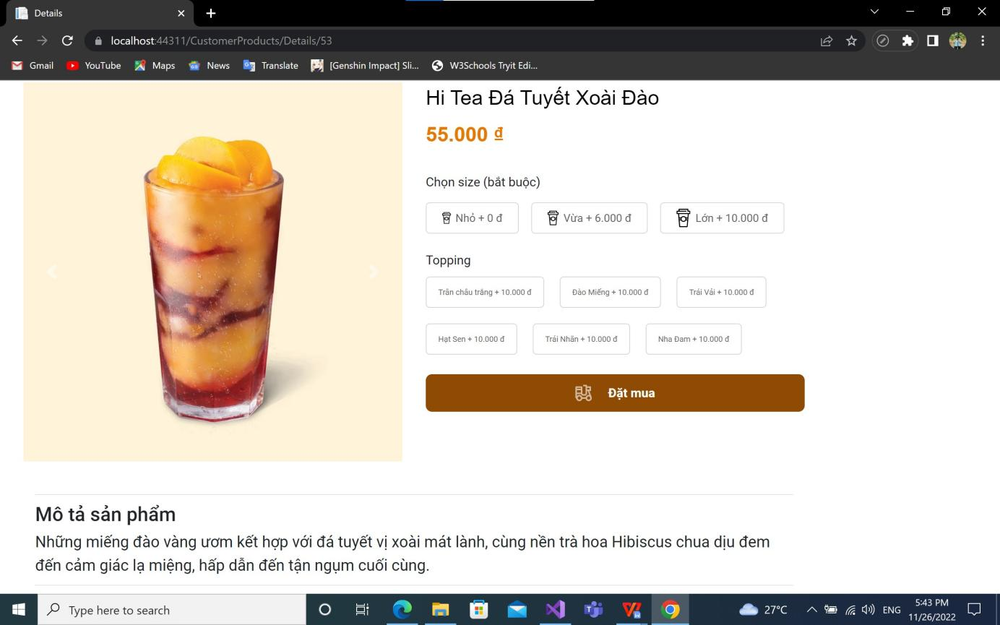 Details
localhost:44311/CustomerProducts/Details/53
Gmail YouTube Maps News Translate [Genshin Impact] Sli... W3Schools Tryit Edi...
Hi Tea Đá Tuyết Xoài Đào
55.000 đ
Chọn size (bắt buộc)
Nhỏ + 0 đ Vừa + 6.000 đ Lớn + 10.000 đ
Topping
Trân châu trắng + 10.000 đ Đào Miếng + 10.000 đ Trái Vải + 10.000 đ
Hạt Sen + 10.000 đ Trái Nhãn + 10.000 đ Nha Đam + 10.000 đ
Đặt mua
Mô tả sản phẩm
Những miếng đào vàng ươm kết hợp với đá tuyết vị xoài mát lành, cùng nền trà hoa Hibiscus chua dịu đem
đến cảm giác lạ miệng, hấp dẫn đến tận ngụm cuối cùng.
Type here to search 27°C ENG 5:43 PM
11/26/2022